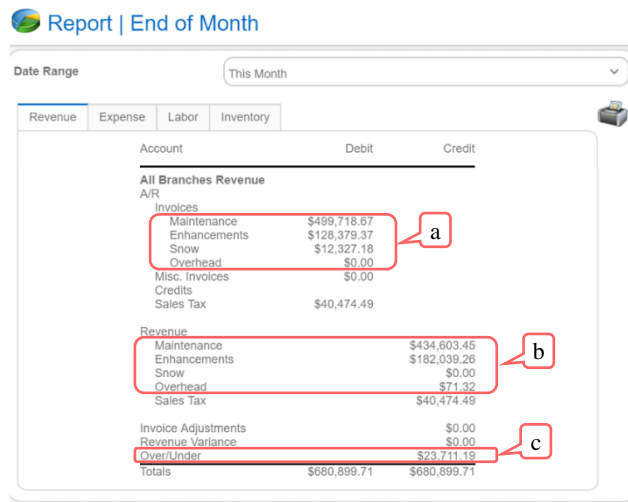 Report | End of Month
Date Range This Month
Revenue Expense Labor Inventory
Account Debit Credit
All Branches Revenue
A/R
Invoices
Maintenance $499,718.67
Enhancements $128,379.37
Snow $12,327.18
Overhead $0.00
a
Misc. Invoices $0.00
Credits
Sales Tax $40,474.49
Revenue
Maintenance $434,603.45
Enhancements $182,039.26
Snow $0.00
Overhead $71.32
b
Sales Tax $40,474.49
Invoice Adjustments $0.00
Revenue Variance $0.00
Over/Under $23,711.19
c
Totals $680,899.71 $680,899.71